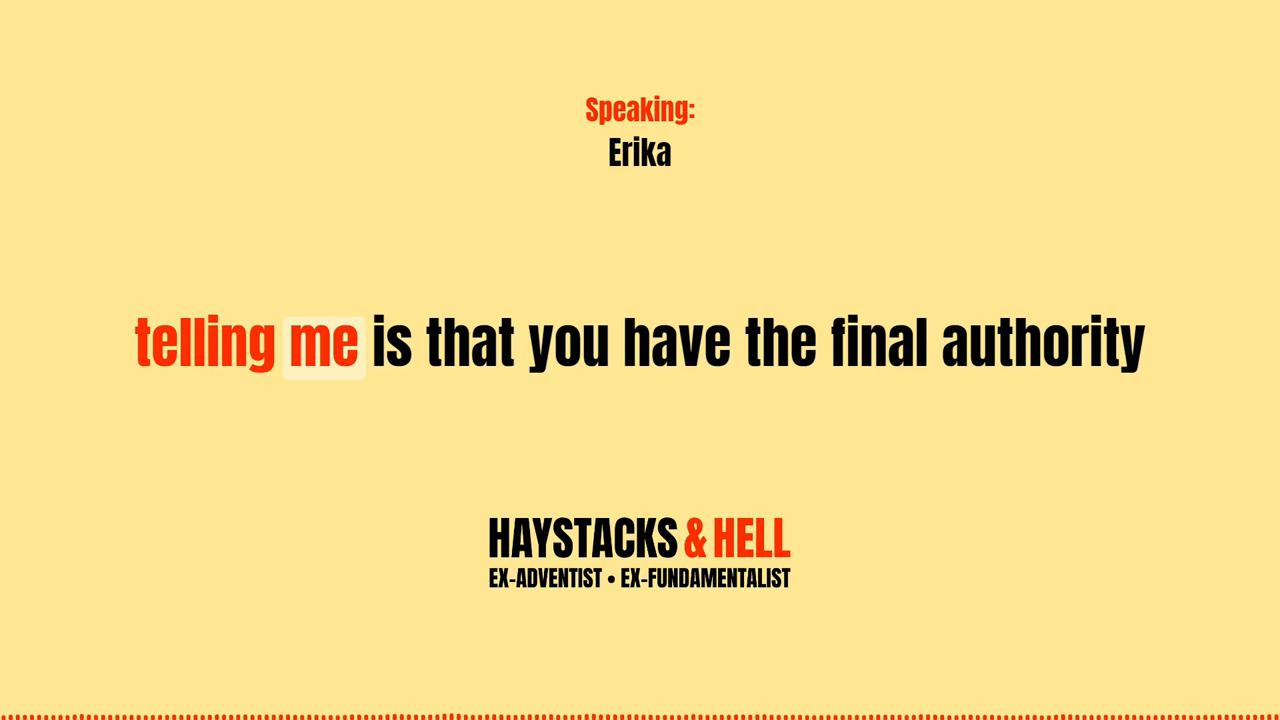 Speaking:
Erika
telling me is that you have the final authority
HAYSTACKS & HELL
EX-ADVENTIST • EX-FUNDAMENTALIST